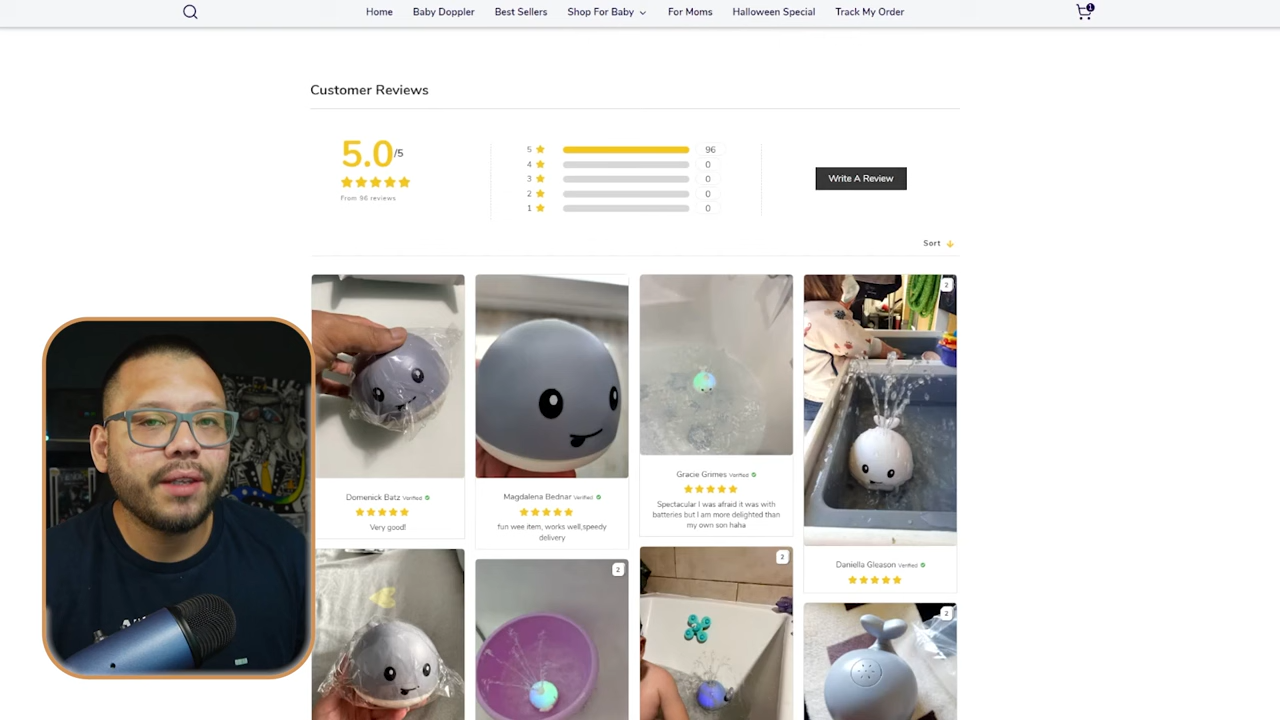 Home Baby Doppler Best Sellers Shop For Baby For Moms Halloween Special Track My Order 1
Customer Reviews
5.0/5
From 96 reviews
5 96
4 0
3 0
2 0
1 0
Write A Review
Sort
2
Domenick Batz Verified
Very good!
Magdalena Bednar Verified
fun wee item, works well,speedy
delivery
Gracie Grimes Verified
Spectacular I was afraid it was with
batteries but I am more delighted than
my own son haha
Daniella Gleason Verified
2
2
2